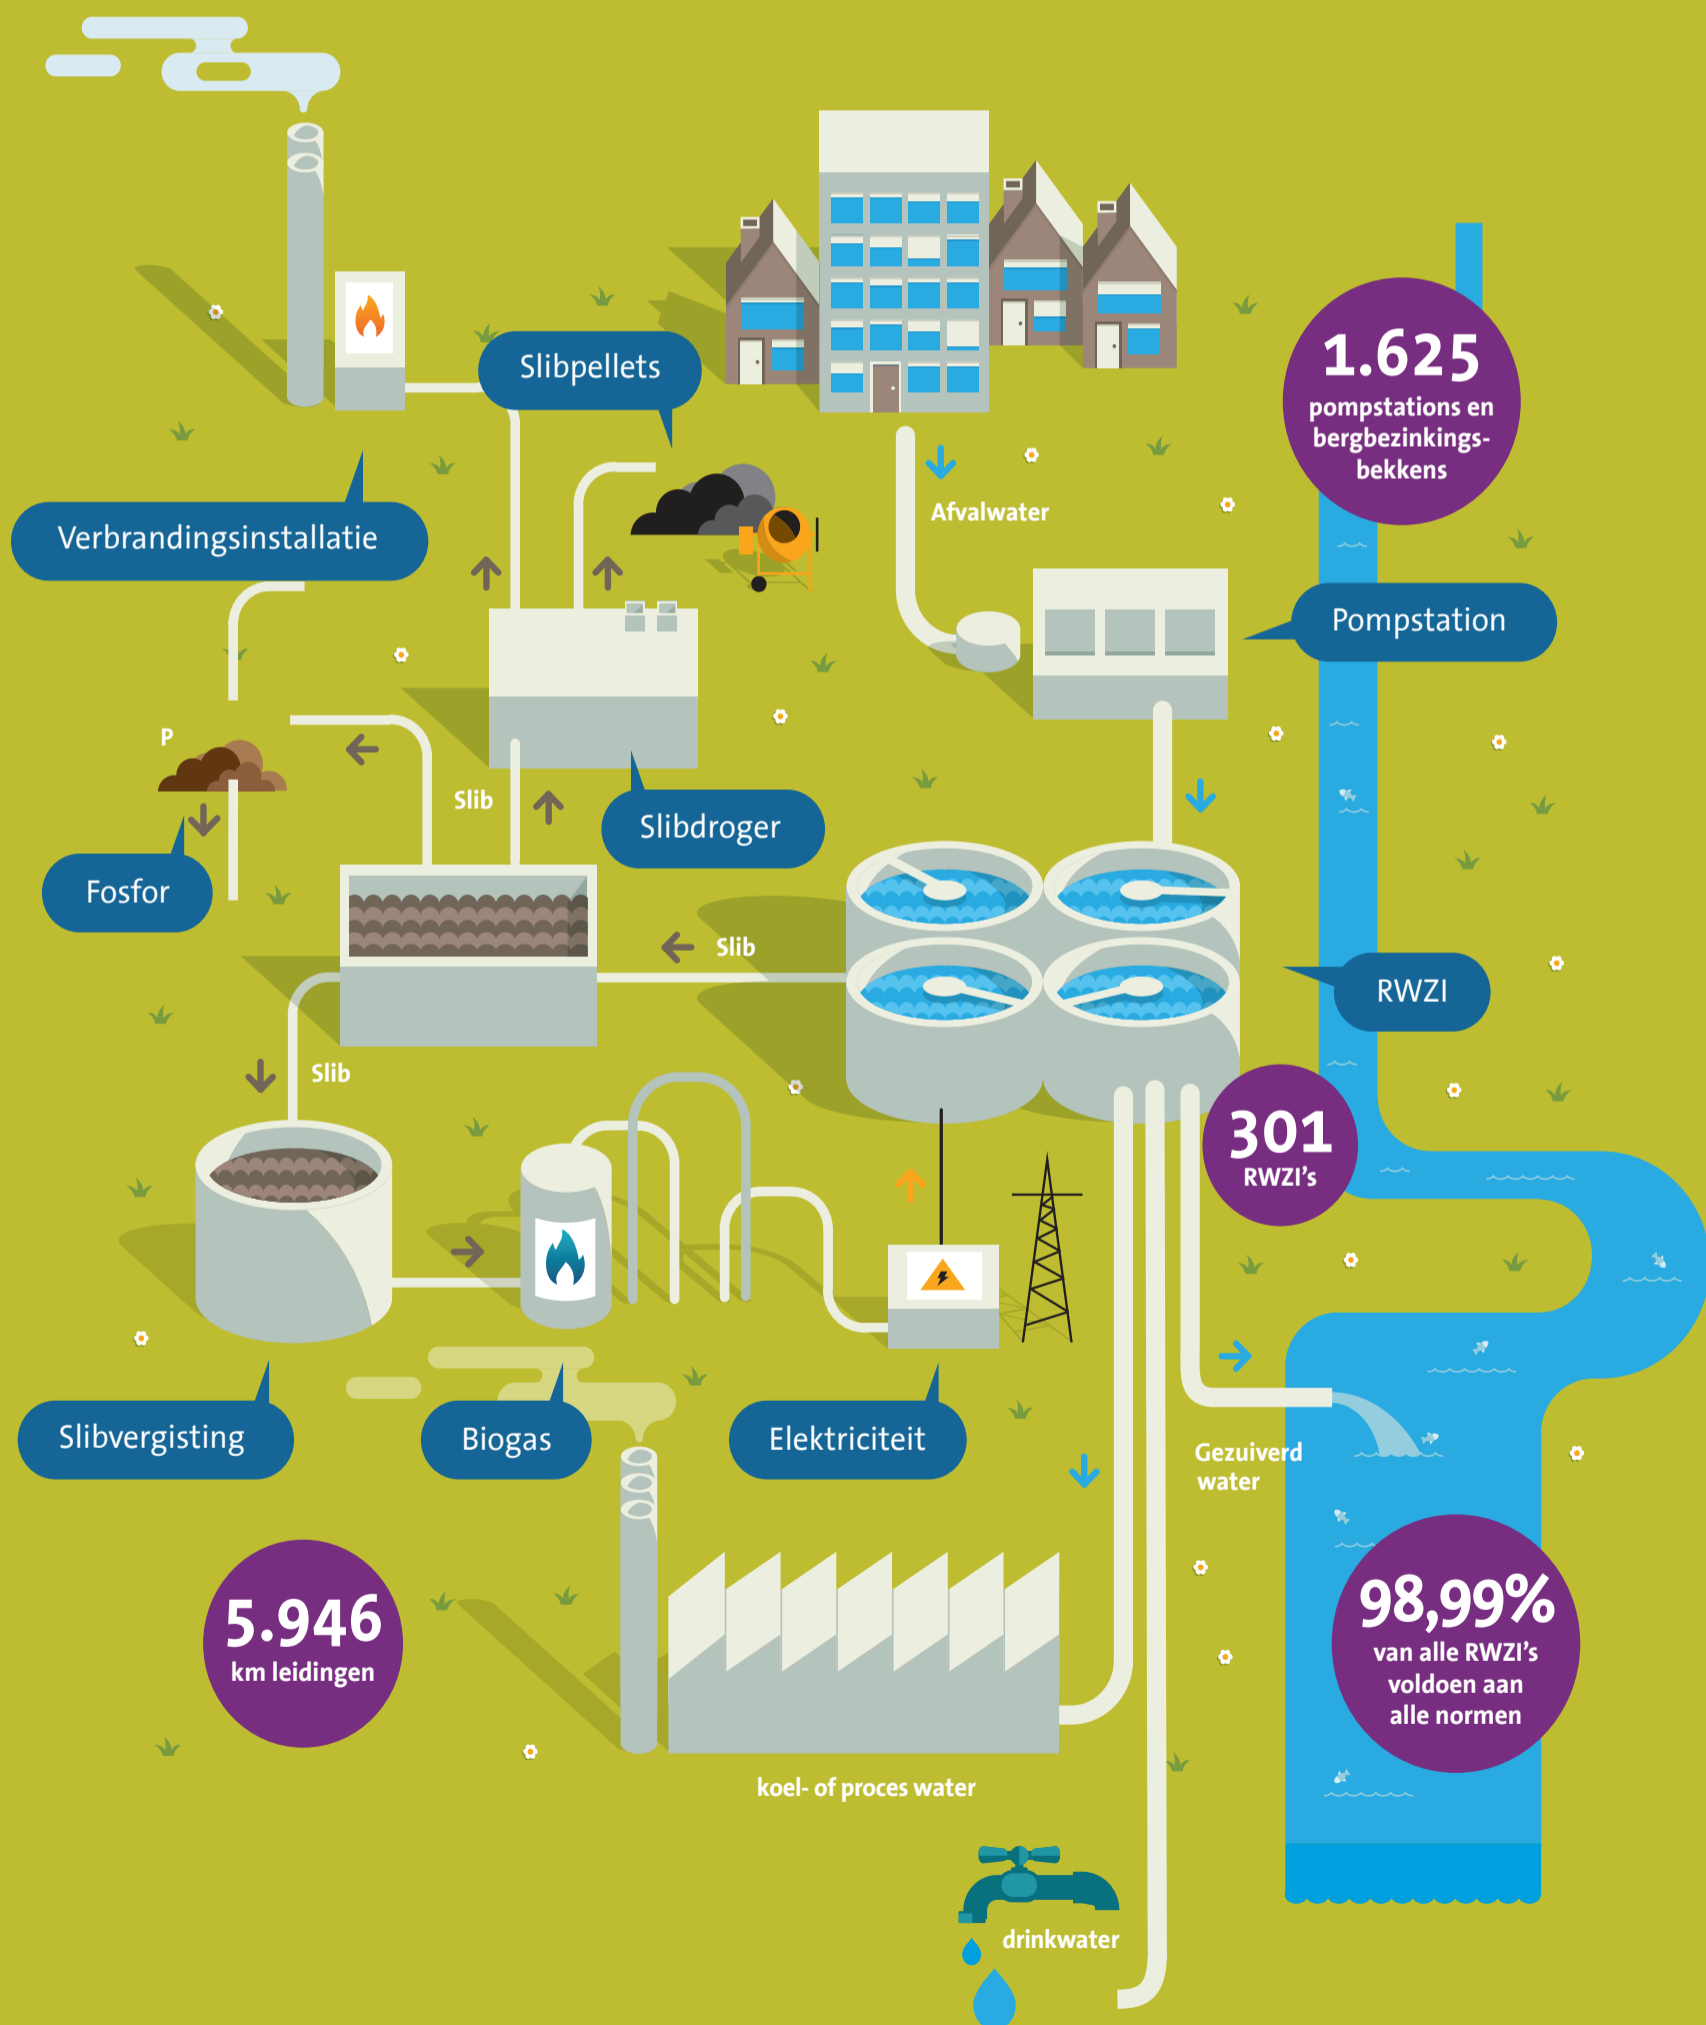 1.625
pompstations en
bergbezinkings-
bekkens
Slibpellets
Afvalwater
Verbrandingsinstallatie
Pompstation
P
Slib
Slibdroger
Fosfor
Slib
RWZI
Slib
301
RWZI's
Slibvergisting
Biogas
Elektriciteit
Gezuiverd
water
5.946
km leidingen
98,99%
van alle RWZI's
voldoen aan
alle normen
koel- of proces water
drinkwater